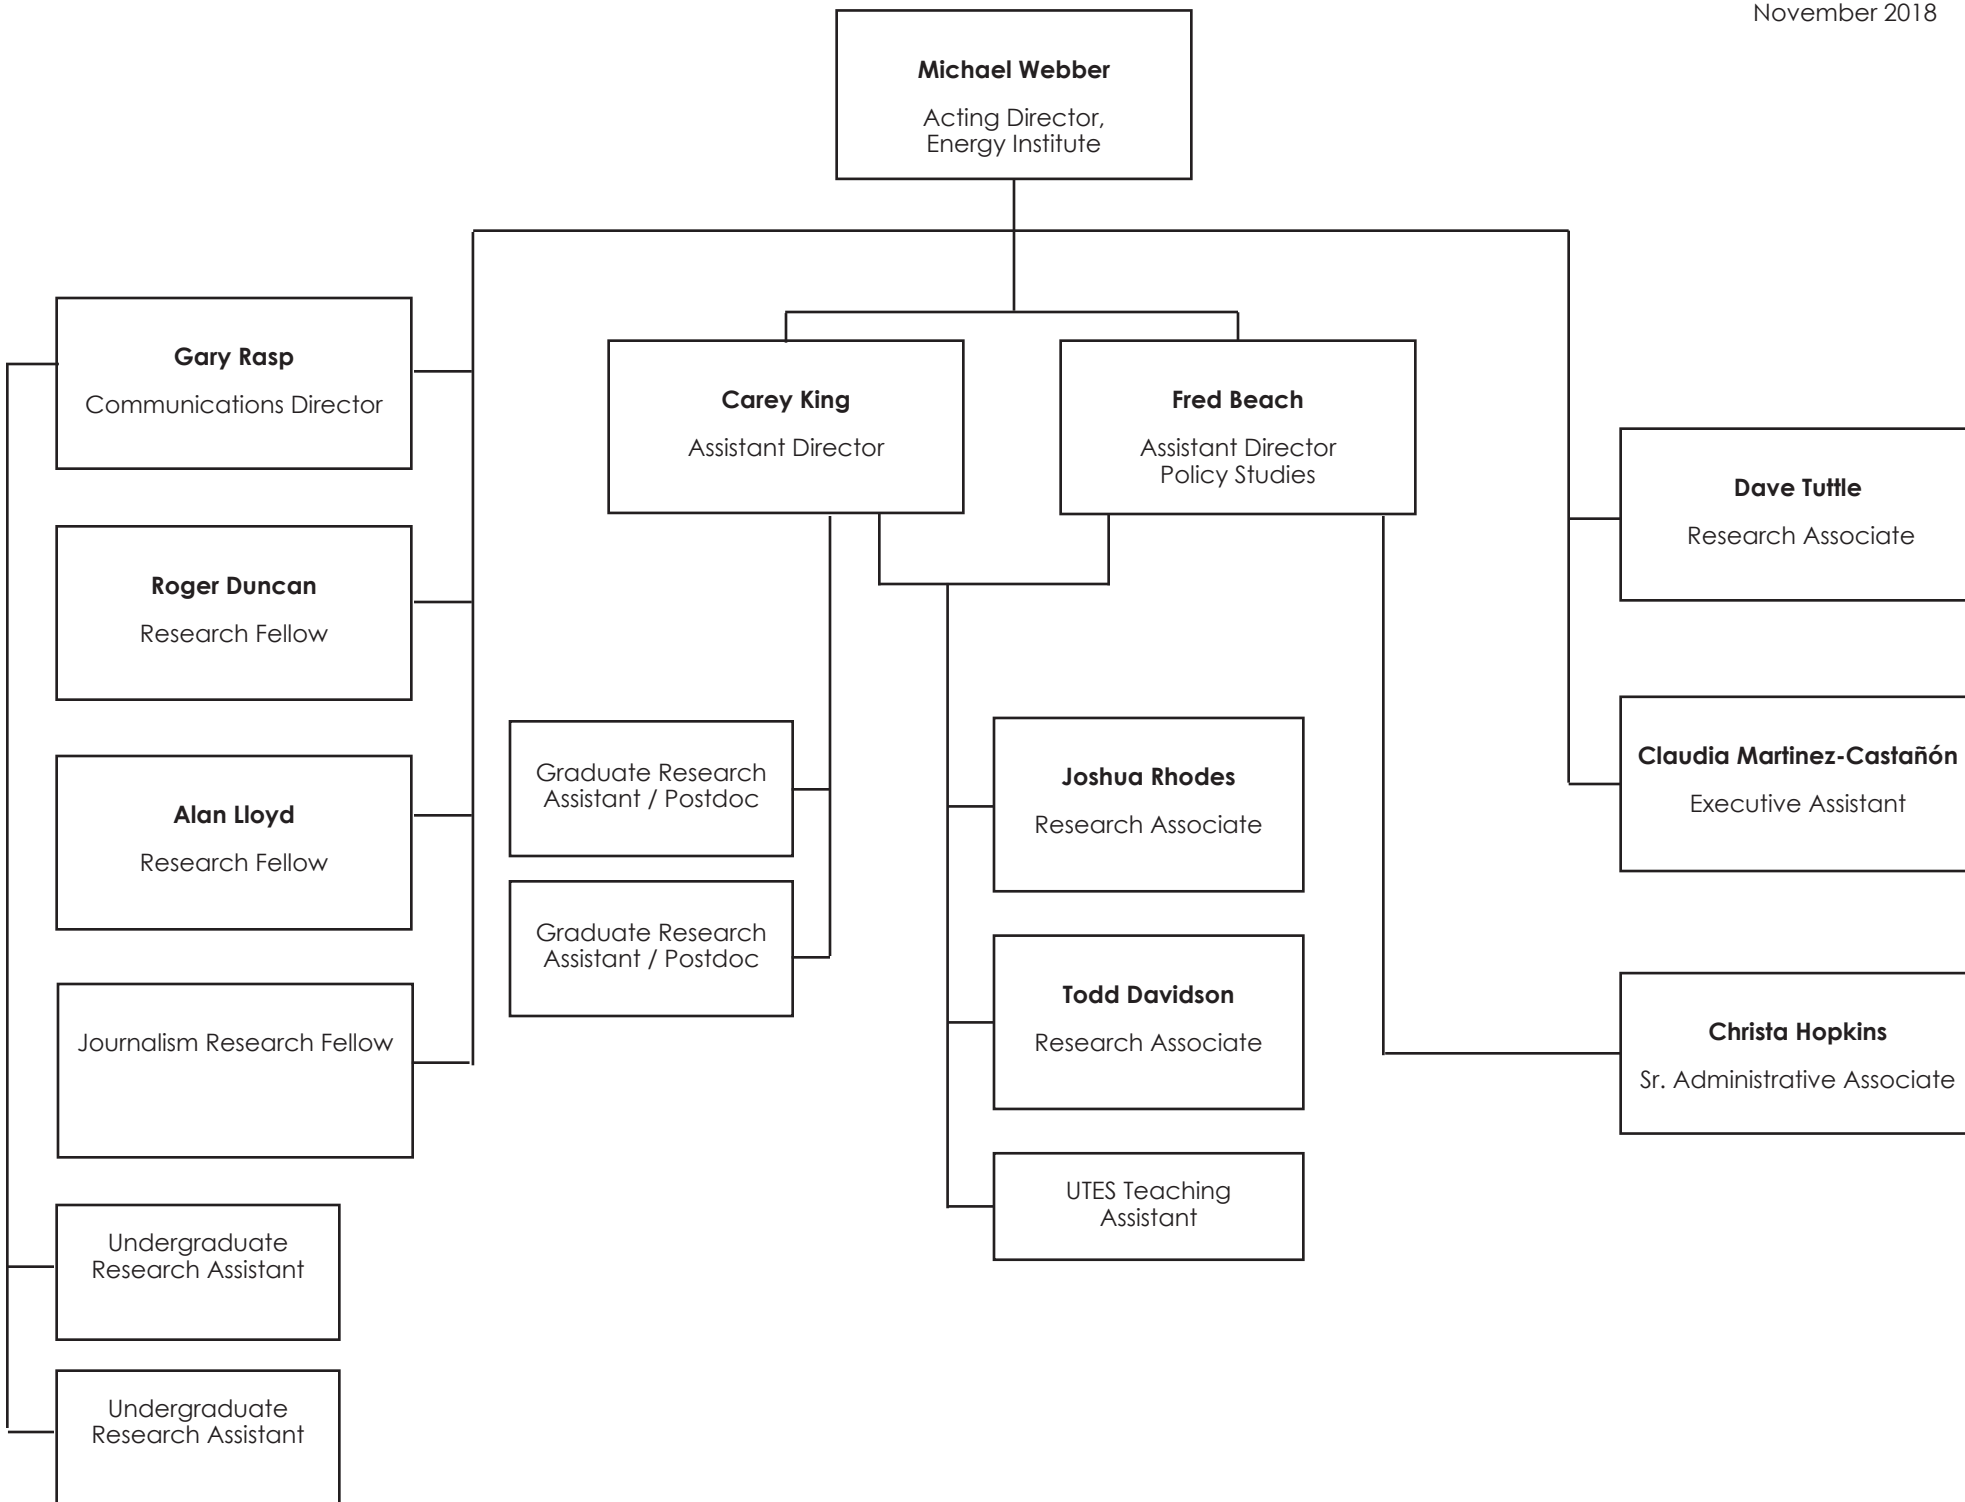 November 2018
Michael Webber
Acting Director,
Energy Institute
Gary Rasp
Communications Director
Carey King
Assistant Director
Fred Beach
Assistant Director
Policy Studies
Dave Tuttle
Research Associate
Roger Duncan
Research Fellow
Graduate Research
Assistant / Postdoc
Joshua Rhodes
Research Associate
Claudia Martinez-Castañón
Executive Assistant
Alan Lloyd
Research Fellow
Graduate Research
Assistant / Postdoc
Todd Davidson
Research Associate
Christa Hopkins
Sr. Administrative Associate
Journalism Research Fellow
UTES Teaching
Assistant
Undergraduate
Research Assistant
Undergraduate
Research Assistant